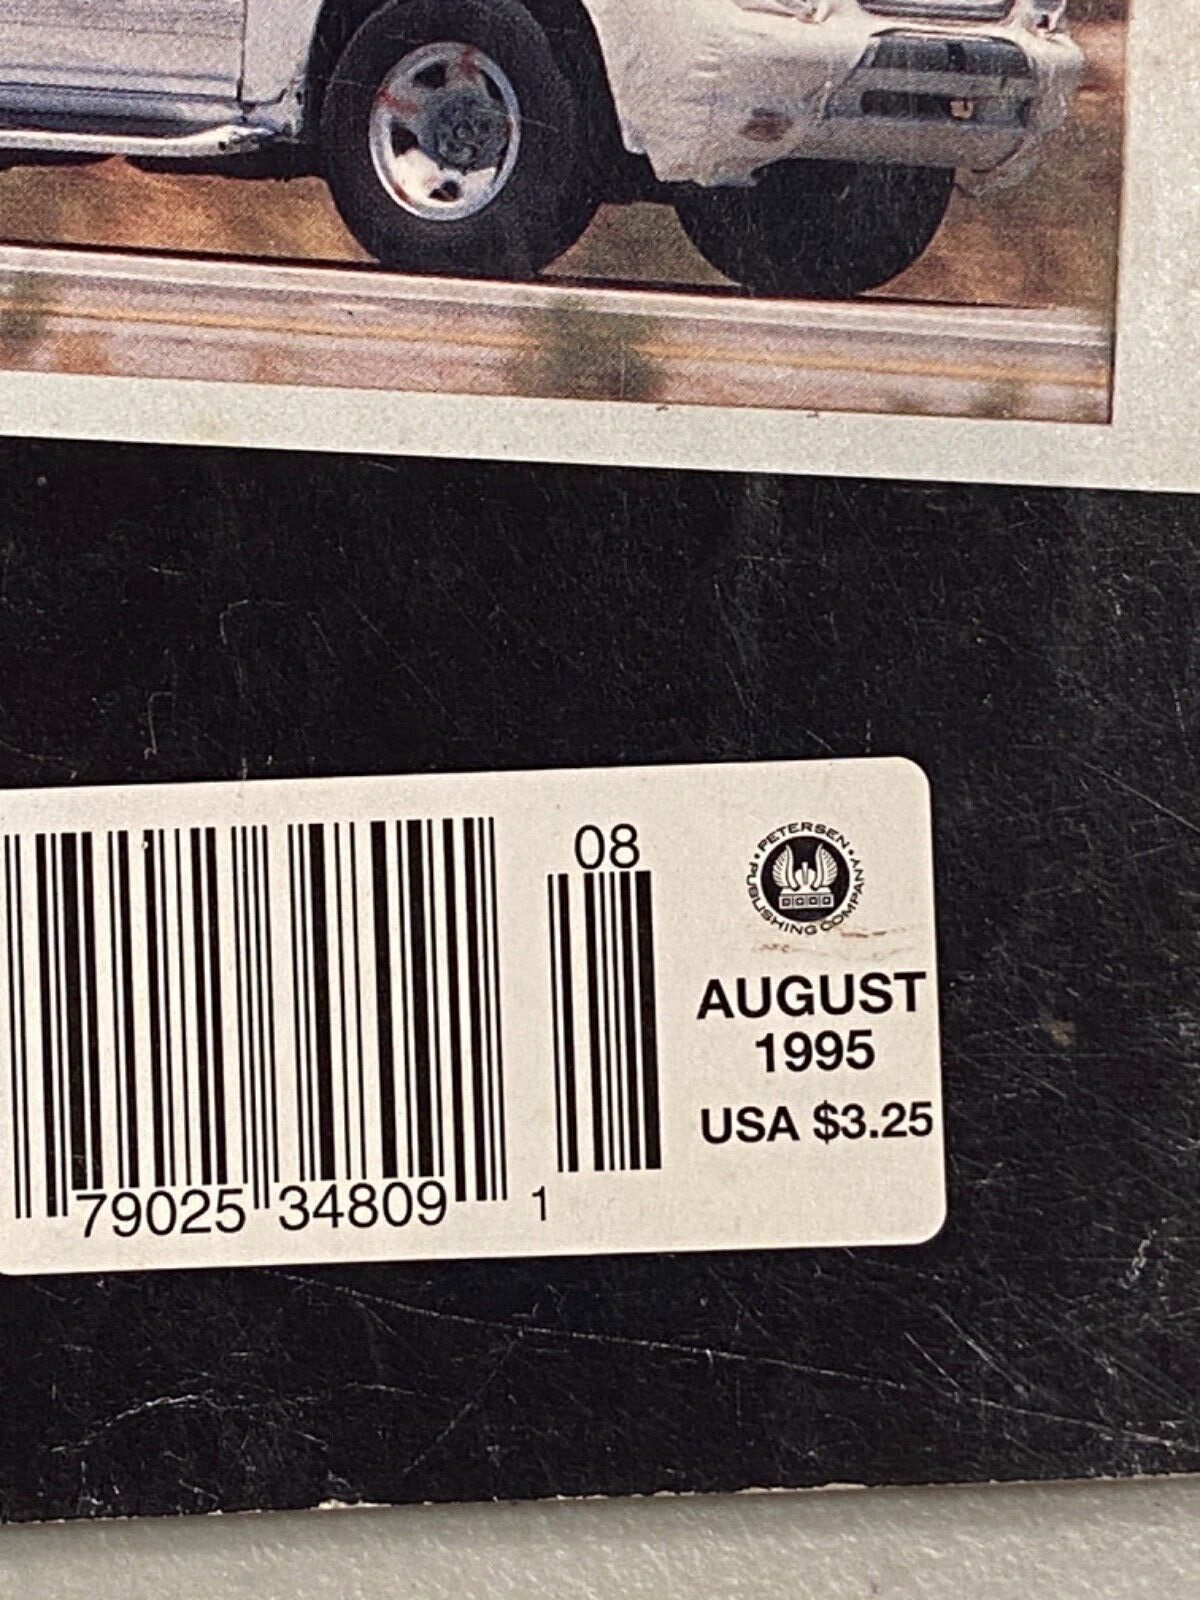 08
PETERSEN
PUBLISHING COMPANY
AUGUST
1995
USA $3.25
79025 34809 1